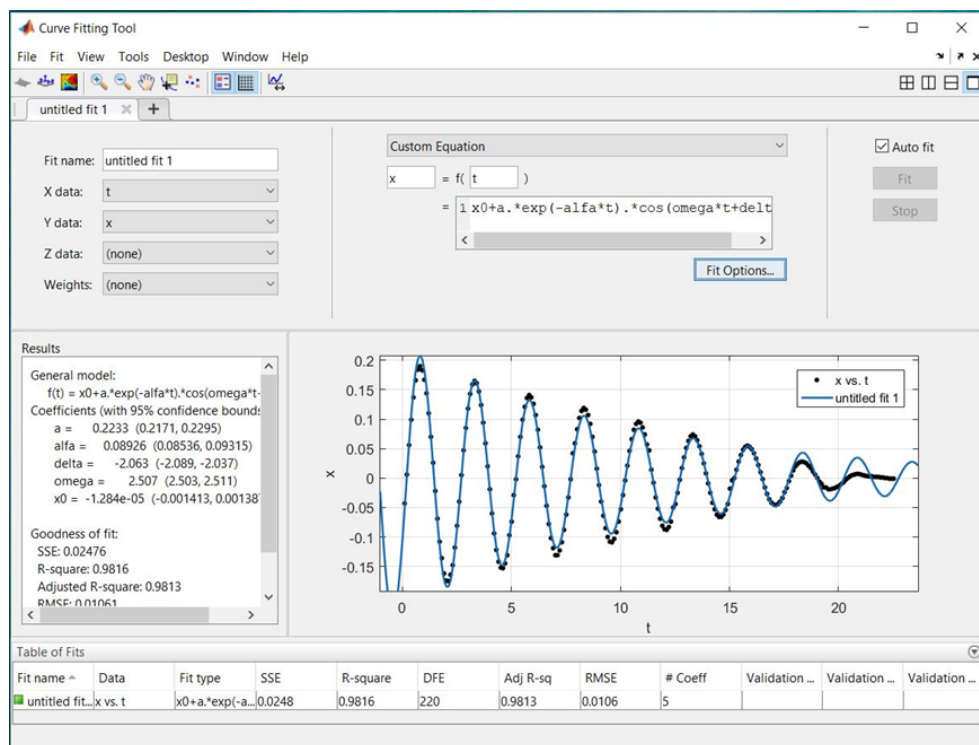 Curve Fitting Tool
File Fit View Tools Desktop Window Help
untitled fit 1
Fit name: untitled fit 1
X data: t
Y data: x
Z data: (none)
Weights: (none)
Custom Equation
x = f( t )
= 1 x0+a.*exp(-alfa*t).*cos(omega*t+delt
Fit Options...
Auto fit
Fit
Stop
Results
General model:
f(t) = x0+a.*exp(-alfa*t).*cos(omega*t-
Coefficients (with 95% confidence bounds
a = 0.2233 (0.2171, 0.2295)
alfa = 0.08926 (0.08536, 0.09315)
delta = -2.063 (-2.089, -2.037)
omega = 2.507 (2.503, 2.511)
x0 = -1.284e-05 (-0.001413, 0.001387
Goodness of fit:
SSE: 0.02476
R-square: 0.9816
Adjusted R-square: 0.9813
RMSE: 0.01061
0.2
0.15
0.1
0.05
0
-0.05
-0.1
-0.15
x
0 5 10 15 20
t
x vs. t
untitled fit 1
Table of Fits
Fit name Data Fit type SSE R-square DFE Adj R-sq RMSE # Coeff Validation ... Validation ... Validation ...
untitled fit... x vs. t x0+a.*exp(-a... 0.0248 0.9816 220 0.9813 0.0106 5